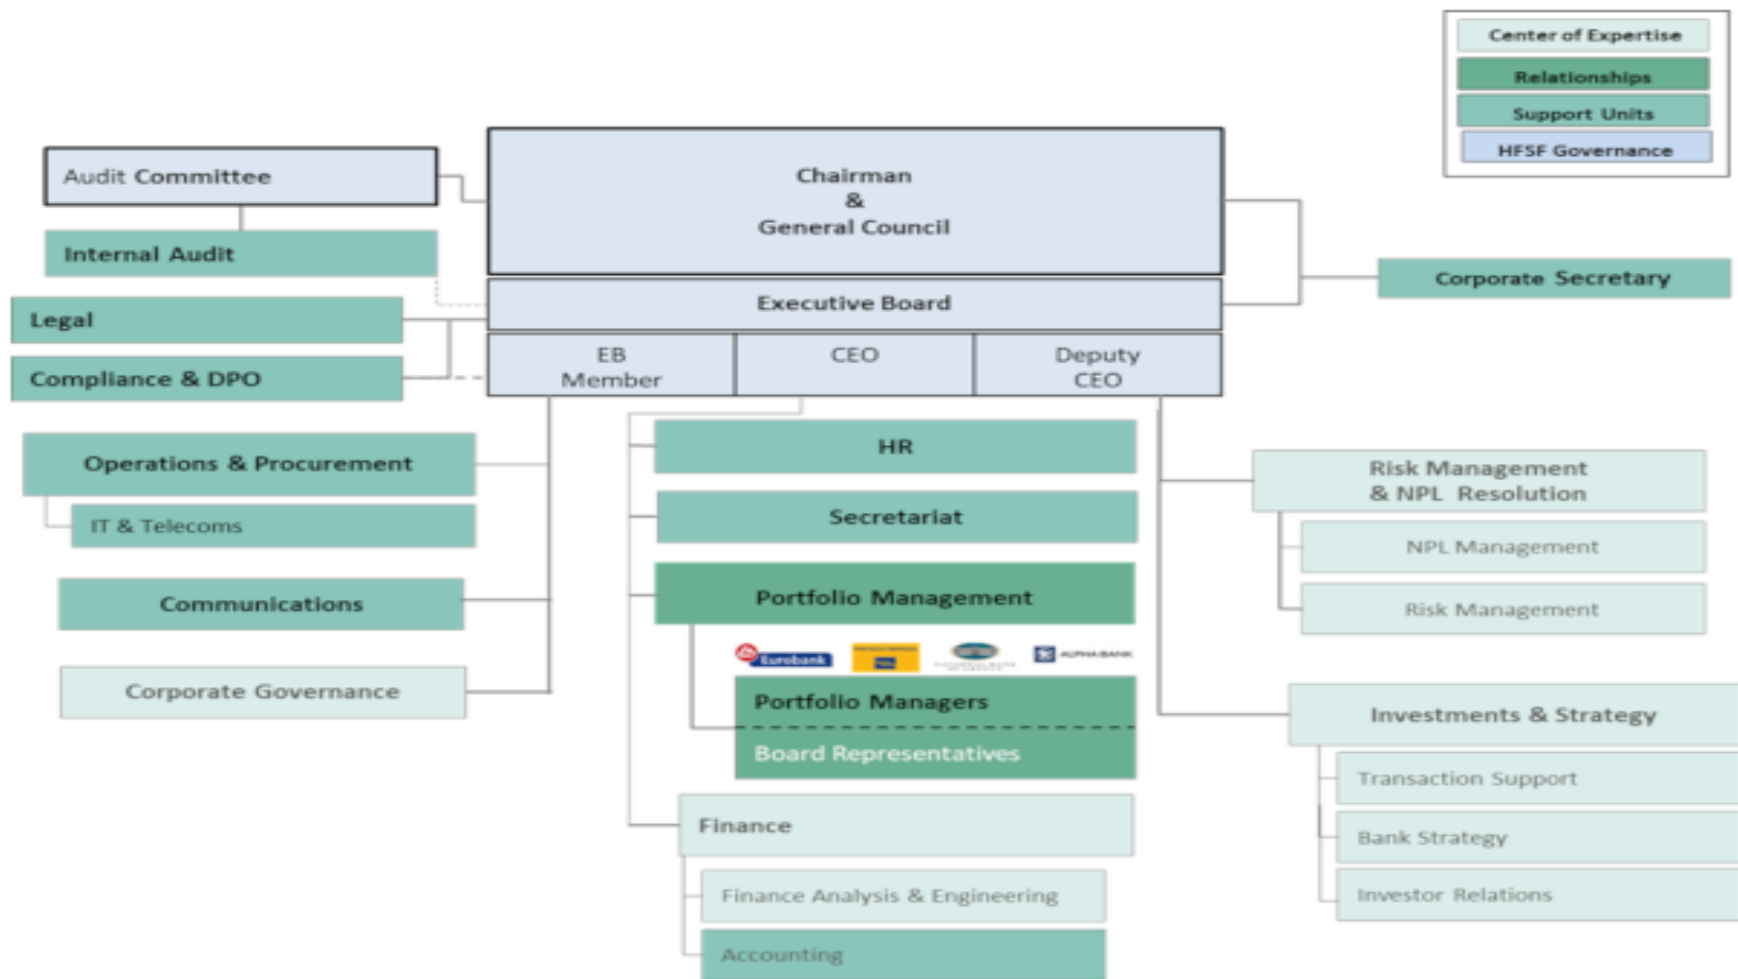 Center of Expertise
Relationships
Support Units
HFSF Governance
Audit Committee
Internal Audit
Legal
Compliance & DPO
Chairman
&
General Council
Executive Board
EB
Member
CEO
Deputy
CEO
Corporate Secretary
Operations & Procurement
IT & Telecoms
Communications
Corporate Governance
HR
Secretariat
Portfolio Management
Eurobank
ALPHA BANK
Portfolio Managers
Board Representatives
Finance
Finance Analysis & Engineering
Accounting
Risk Management
& NPL Resolution
NPL Management
Risk Management
Investments & Strategy
Transaction Support
Bank Strategy
Investor Relations